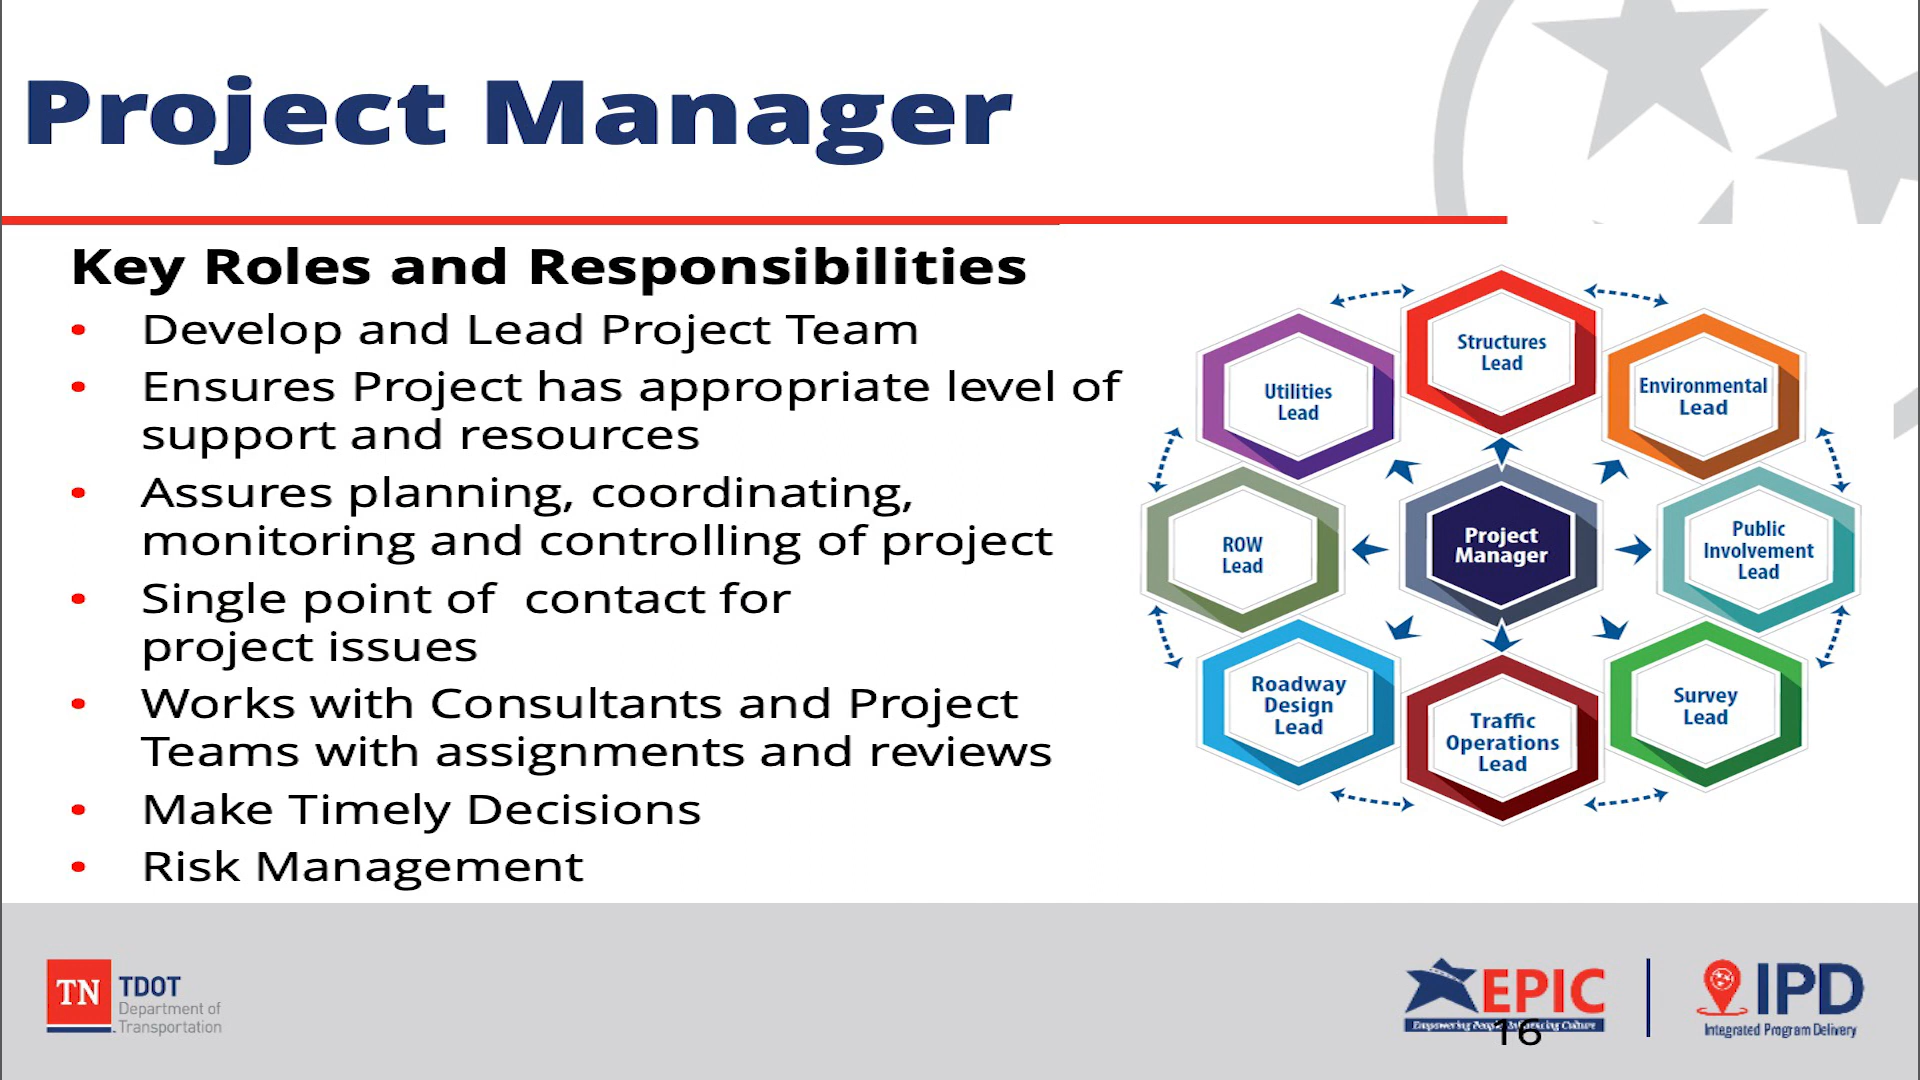 Project Manager
Key Roles and Responsibilities
• Develop and Lead Project Team
• Ensures Project has appropriate level of
support and resources
• Assures planning, coordinating,
monitoring and controlling of project
• Single point of  contact for
project issues
• Works with Consultants and Project
Teams with assignments and reviews
• Make Timely Decisions
• Risk Management
Structures
Lead
Utilities
Lead
Environmental
Lead
ROW
Lead
Project
Manager
Public
Involvement
Lead
Roadway
Design
Lead
Traffic
Operations
Lead
Survey
Lead
TN
TDOT
Department of
Transportation
EPIC
Empowering People Culture
16
IPD
Integrated Program Delivery